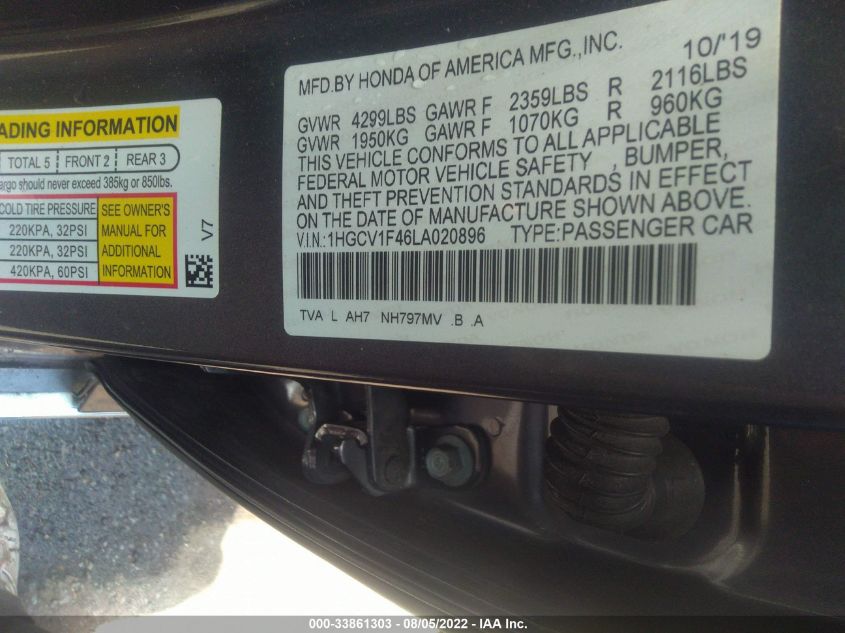 MFD.BY HONDA OF AMERICA MFG.,INC. 10/'19
GVWR 4299LBS GAWR F 2359LBS R 2116LBS
GVWR 1950KG GAWR F 1070KG R 960KG
THIS VEHICLE CONFORMS TO ALL APPLICABLE
FEDERAL MOTOR VEHICLE SAFETY , BUMPER,
AND THEFT PREVENTION STANDARDS IN EFFECT
ON THE DATE OF MANUFACTURE SHOWN ABOVE.
V.I.N.:1HGCV1F46LA020896 TYPE:PASSENGER CAR
TVA L AH7 NH797MV .B .A
ADING INFORMATION
TOTAL 5 FRONT 2 REAR 3
argo should never exceed 385kg or 850lbs.
COLD TIRE PRESSURE
220KPA, 32PSI
220KPA, 32PSI
420KPA, 60PSI
SEE OWNER'S
MANUAL FOR
ADDITIONAL
INFORMATION
V7
000-33861303 - 08/05/2022 - IAA Inc.